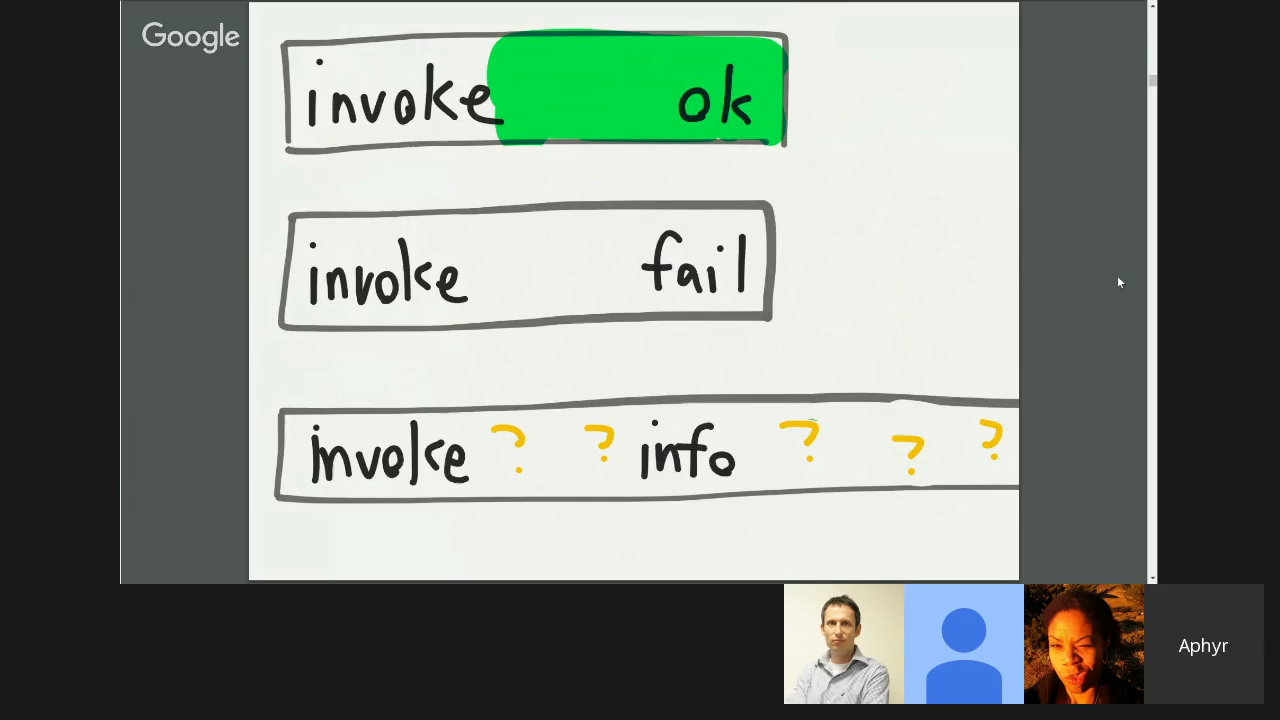 Google
invoke ok
invoke fail
invoke ? ? info ? ? ?
Aphyr